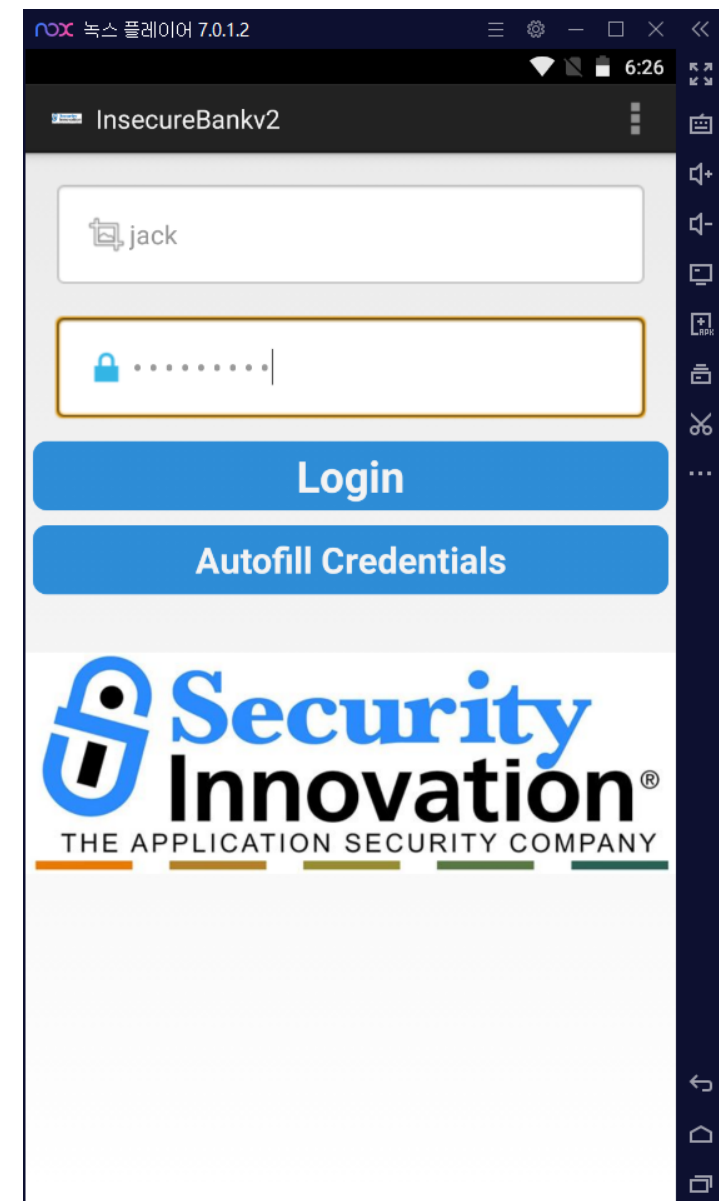 nox 녹스 플레이어 7.0.1.2
6:26
InsecureBankv2
jack
•••••••••
Login
Autofill Credentials
Security
Innovation®
THE APPLICATION SECURITY COMPANY
APK